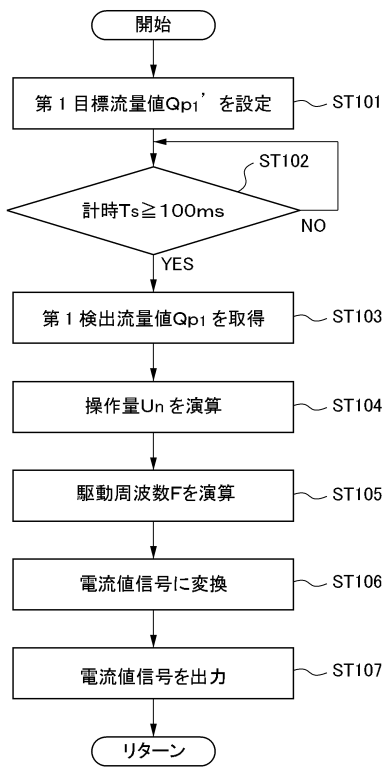 開始
第1目標流量値Qp1’を設定
ST101
ST102
計時Ts≧100ms
NO
YES
第1検出流量値Qp1を取得
ST103
操作量Unを演算
ST104
駆動周波数Fを演算
ST105
電流値信号に変換
ST106
電流値信号を出力
ST107
リターン